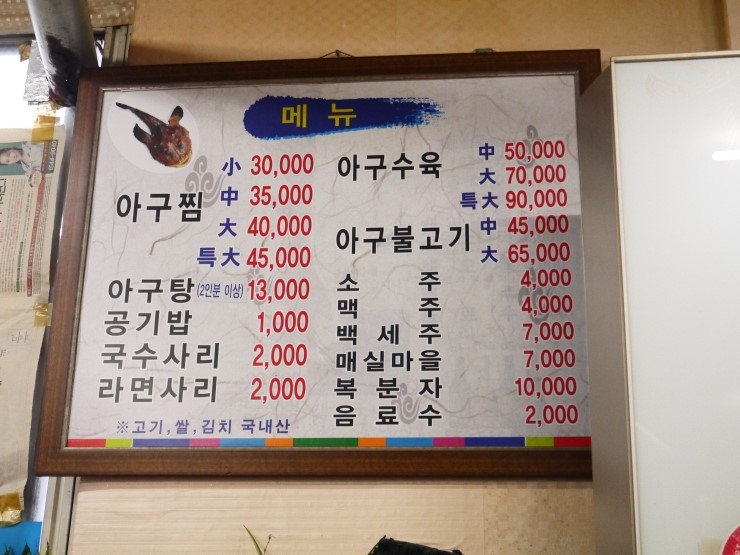 메뉴
아구찜 小 30,000
中 35,000
大 40,000
특大 45,000
아구탕 (2인분 이상) 13,000
공기밥 1,000
국수사리 2,000
라면사리 2,000
※고기,쌀,김치 국내산
아구수육 中 50,000
大 70,000
특大 90,000
아구불고기 中 45,000
大 65,000
소주 4,000
맥주 4,000
백세주 7,000
매실마을 7,000
복분자 10,000
음료수 2,000